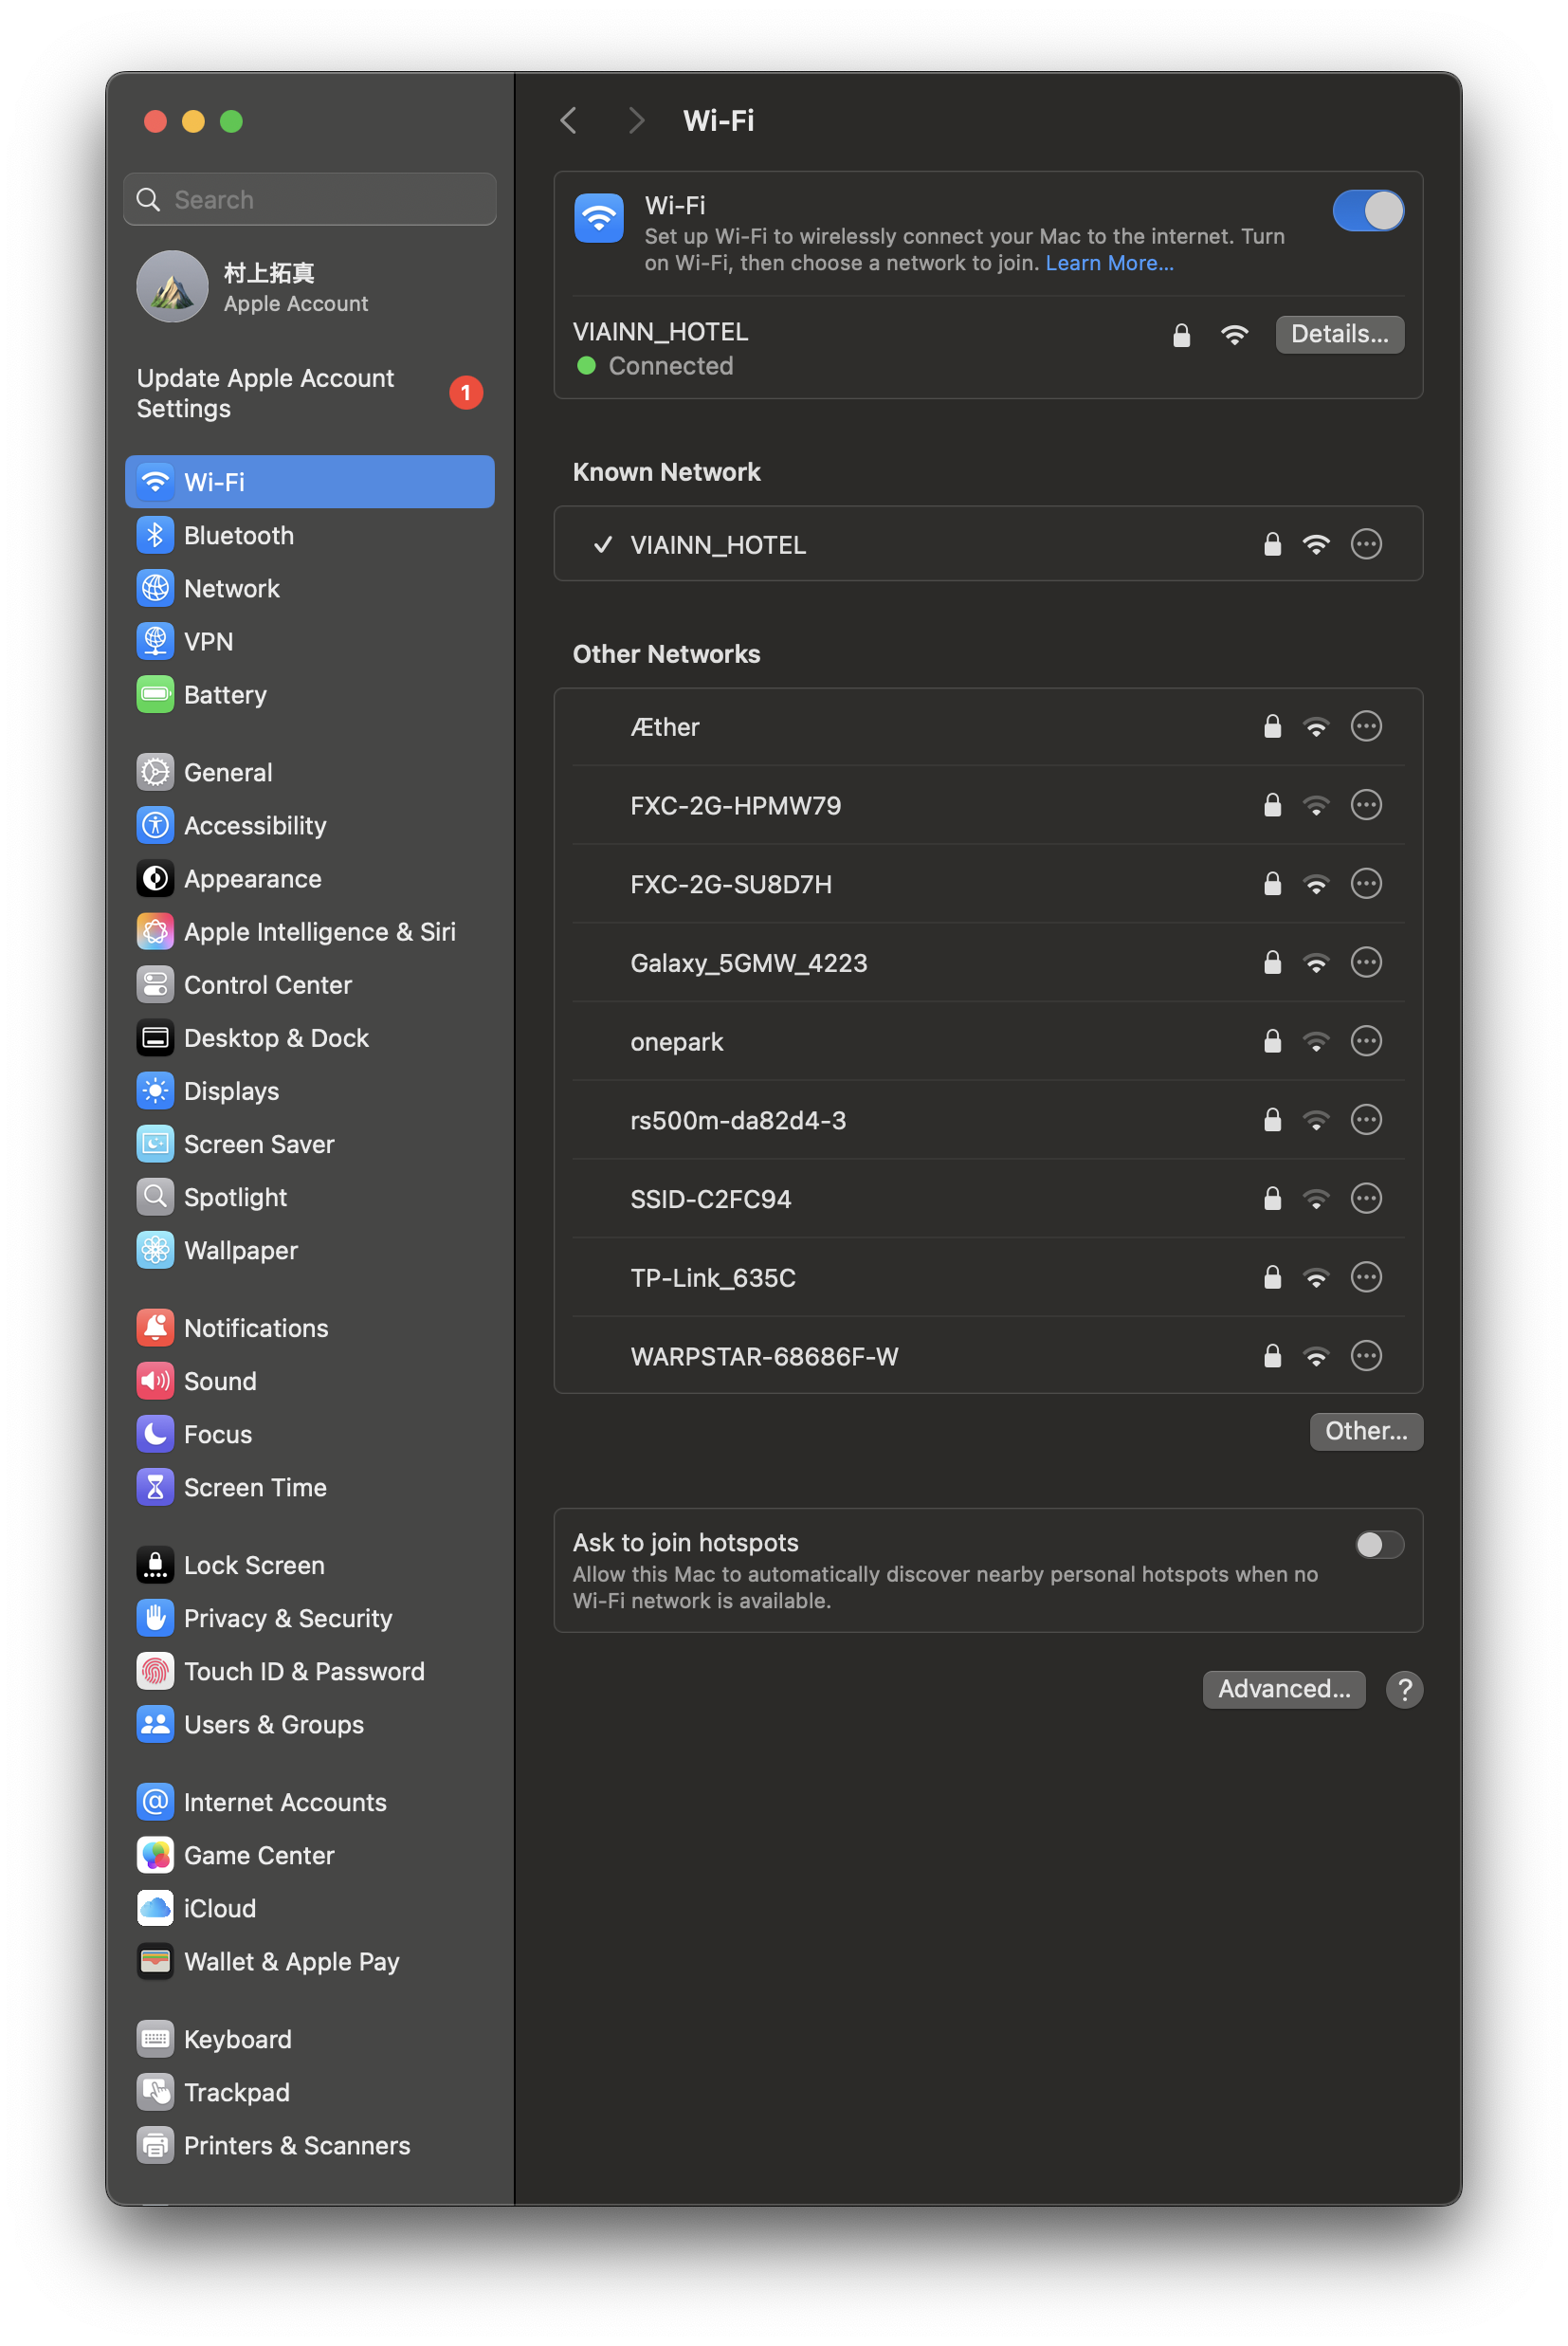 Search
村上拓真
Apple Account
Update Apple Account
Settings
1
Wi-Fi
Bluetooth
Network
VPN
Battery
General
Accessibility
Appearance
Apple Intelligence & Siri
Control Center
Desktop & Dock
Displays
Screen Saver
Spotlight
Wallpaper
Notifications
Sound
Focus
Screen Time
Lock Screen
Privacy & Security
Touch ID & Password
Users & Groups
Internet Accounts
Game Center
iCloud
Wallet & Apple Pay
Keyboard
Trackpad
Printers & Scanners
Wi-Fi
Wi-Fi
Set up Wi-Fi to wirelessly connect your Mac to the internet. Turn
on Wi-Fi, then choose a network to join. Learn More...
VIAINN_HOTEL
Connected
Details...
Known Network
VIAINN_HOTEL
Other Networks
Æther
FXC-2G-HPMW79
FXC-2G-SU8D7H
Galaxy_5GMW_4223
onepark
rs500m-da82d4-3
SSID-C2FC94
TP-Link_635C
WARPSTAR-68686F-W
Other...
Ask to join hotspots
Allow this Mac to automatically discover nearby personal hotspots when no
Wi-Fi network is available.
Advanced...
?